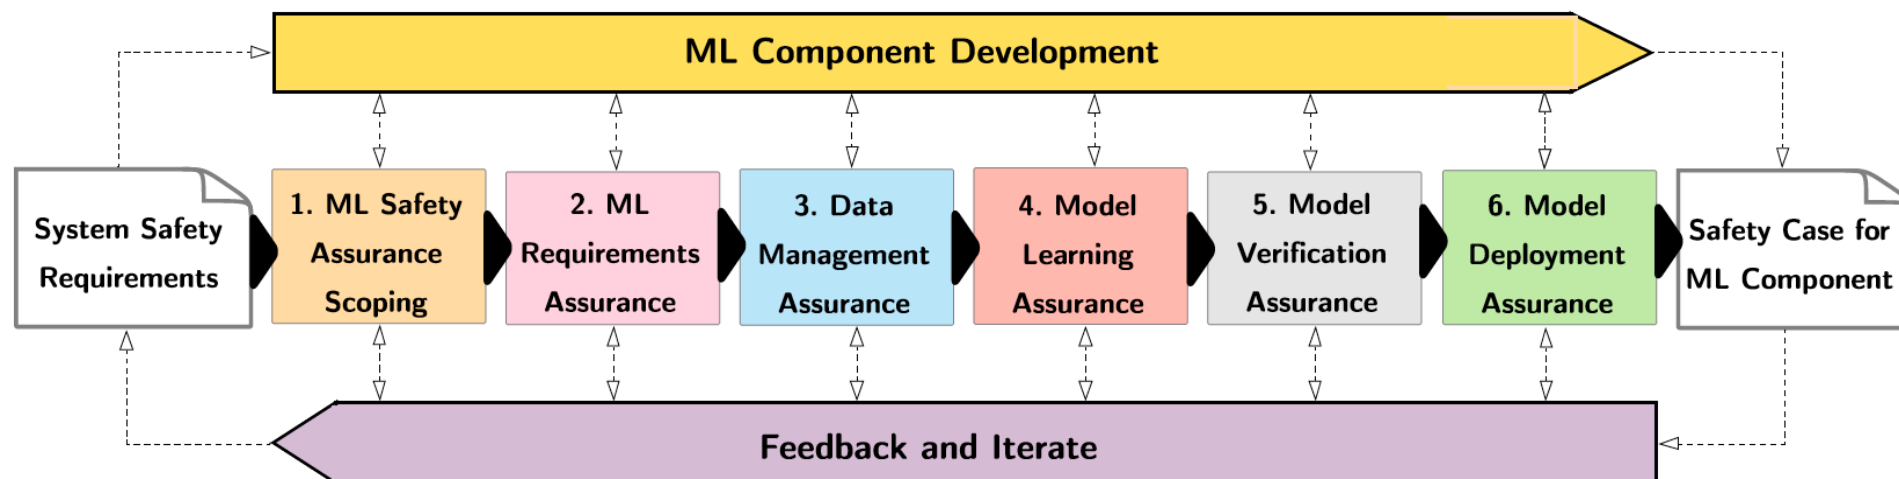 ML Component Development
System Safety
Requirements
1. ML Safety
Assurance
Scoping
2. ML
Requirements
Assurance
3. Data
Management
Assurance
4. Model
Learning
Assurance
5. Model
Verification
Assurance
6. Model
Deployment
Assurance
Safety Case for
ML Component
Feedback and Iterate